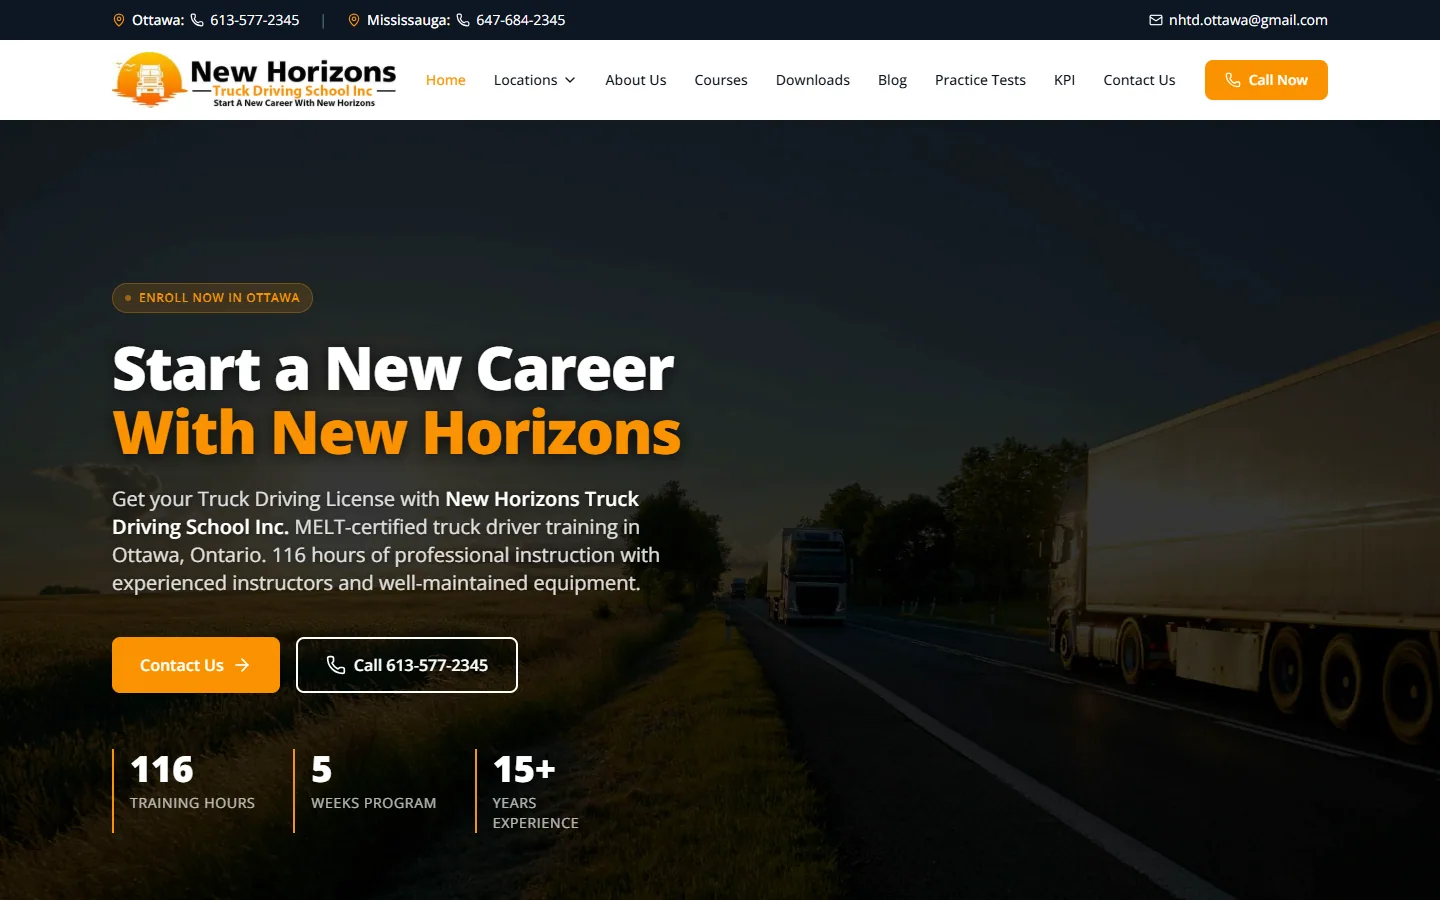 Ottawa: 613-577-2345 | Mississauga: 647-684-2345 nhtd.ottawa@gmail.com
New Horizons
Truck Driving School Inc
Start A New Career With New Horizons
Home Locations About Us Courses Downloads Blog Practice Tests KPI Contact Us Call Now
ENROLL NOW IN OTTAWA
Start a New Career
With New Horizons
Get your Truck Driving License with New Horizons Truck
Driving School Inc. MELT-certified truck driver training in
Ottawa, Ontario. 116 hours of professional instruction with
experienced instructors and well-maintained equipment.
Contact Us Call 613-577-2345
116 5 15+
TRAINING HOURS WEEKS PROGRAM YEARS
EXPERIENCE